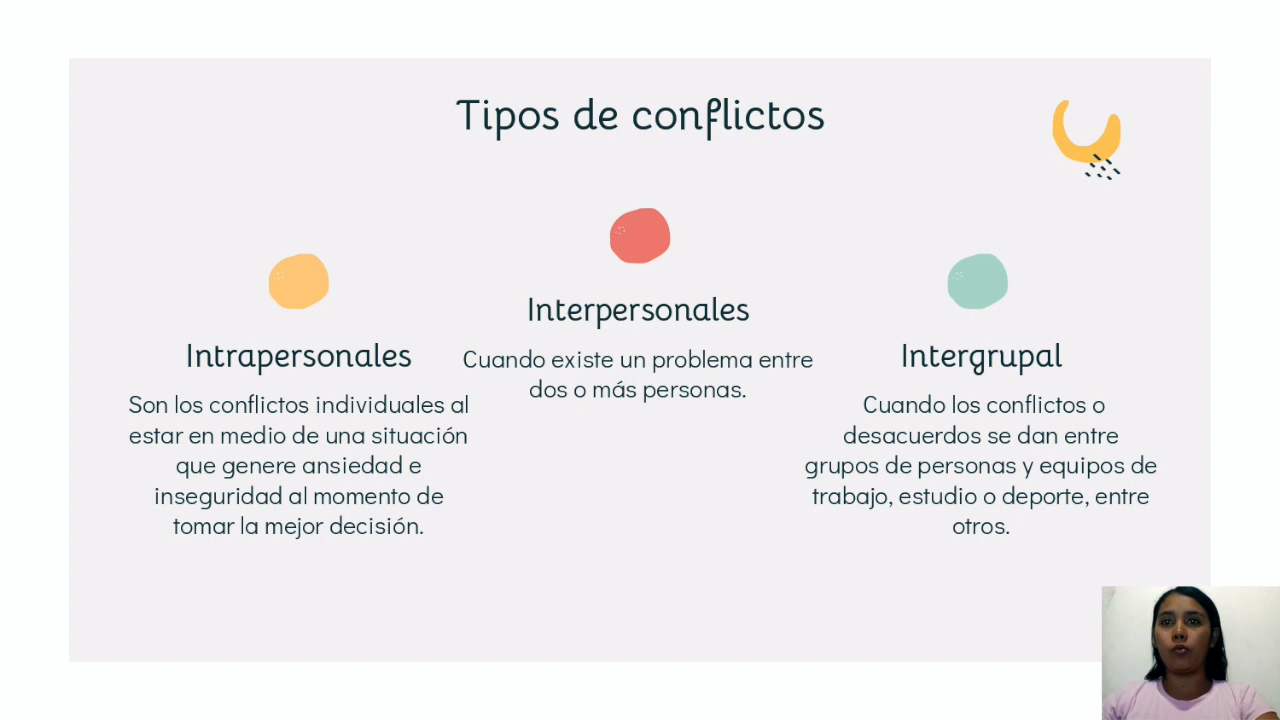 Tipos de conflictos
Intrapersonales
Son los conflictos individuales al
estar en medio de una situación
que genere ansiedad e
inseguridad al momento de
tomar la mejor decisión.
Interpersonales
Cuando existe un problema entre
dos o más personas.
Intergrupal
Cuando los conflictos o
desacuerdos se dan entre
grupos de personas y equipos de
trabajo, estudio o deporte, entre
otros.